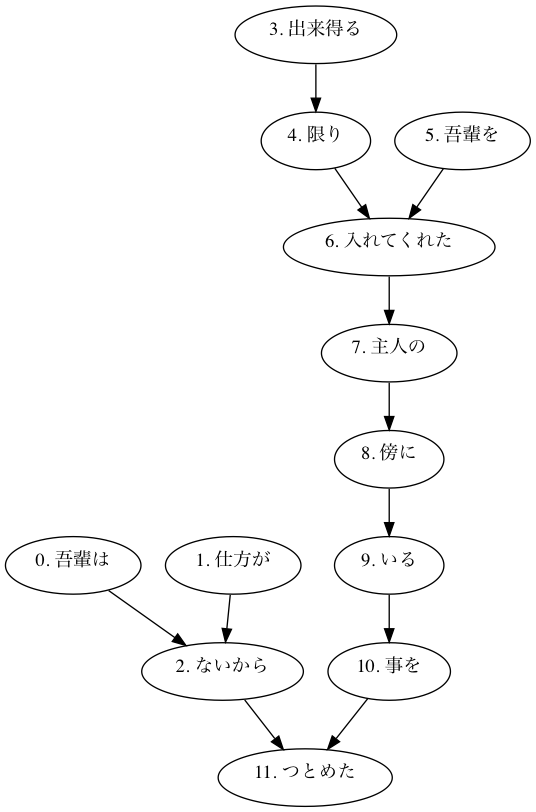 3. 出来得る
4. 限り
5. 吾輩を
6. 入れてくれた
7. 主人の
8. 傍に
0. 吾輩は
1. 仕方が
9. いる
2. ないから
10. 事を
11. つとめた